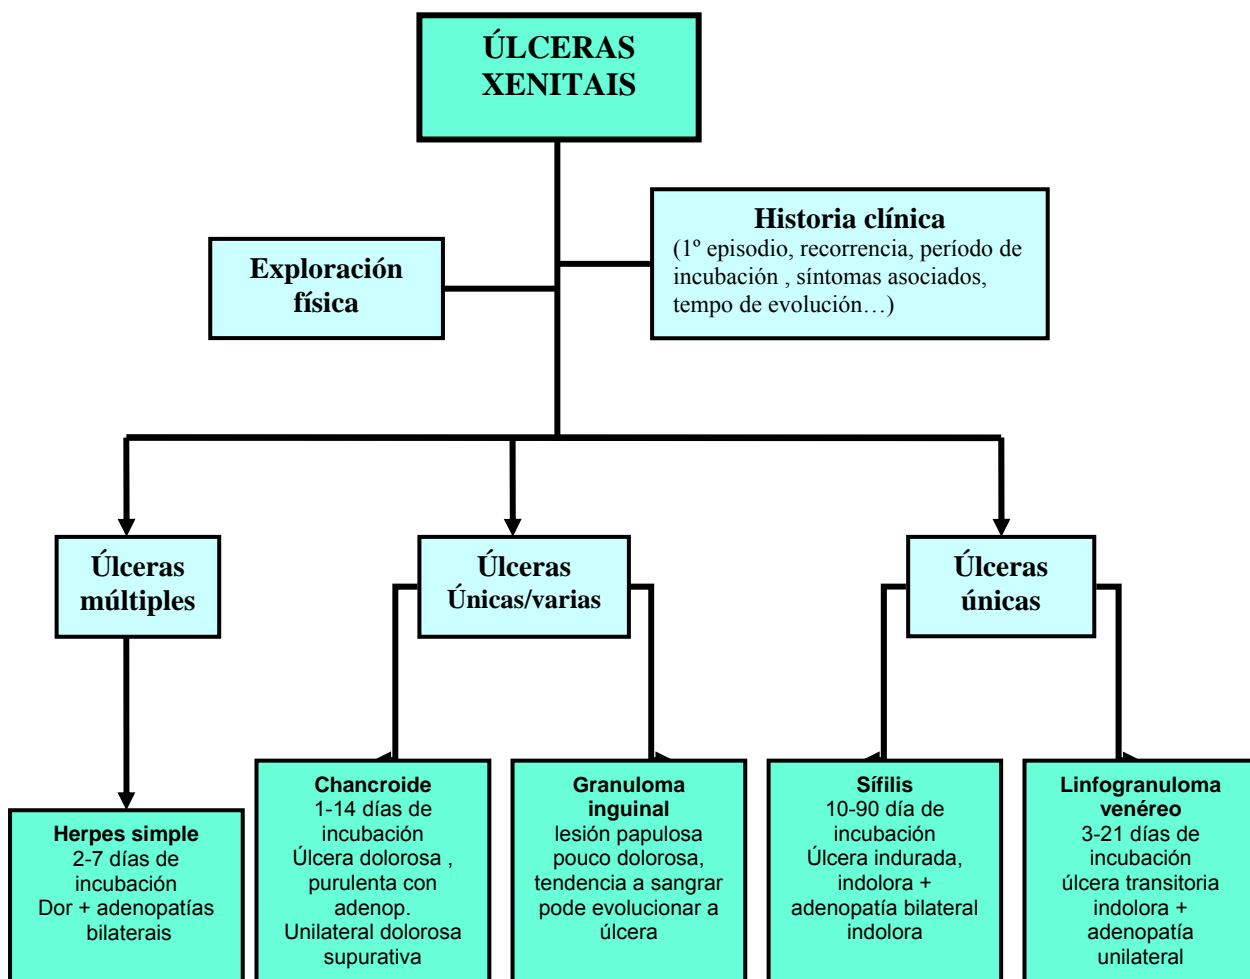 ÚLCERAS
XENITAIS
Historia clínica
(1º episodio, recorrencia, período de
incubación , síntomas asociados,
tempo de evolución…)
Exploración
física
Úlceras
múltiples
Úlceras
Únicas/varias
Úlceras
únicas
Herpes simple
2-7 días de
incubación
Dor + adenopatías
bilaterais
Chancroide
1-14 días de
incubación
Úlcera dolorosa ,
purulenta con
adenop.
Unilateral dolorosa
supurativa
Granuloma
inguinal
lesión papulosa
pouco dolorosa,
tendencia a sangrar
pode evolucionar a
úlcera
Sífilis
10-90 día de
incubación
Úlcera indurada,
indolora +
adenopatía bilateral
indolora
Linfogranuloma
venéreo
3-21 días de
incubación
úlcera transitoria
indolora +
adenopatía
unilateral